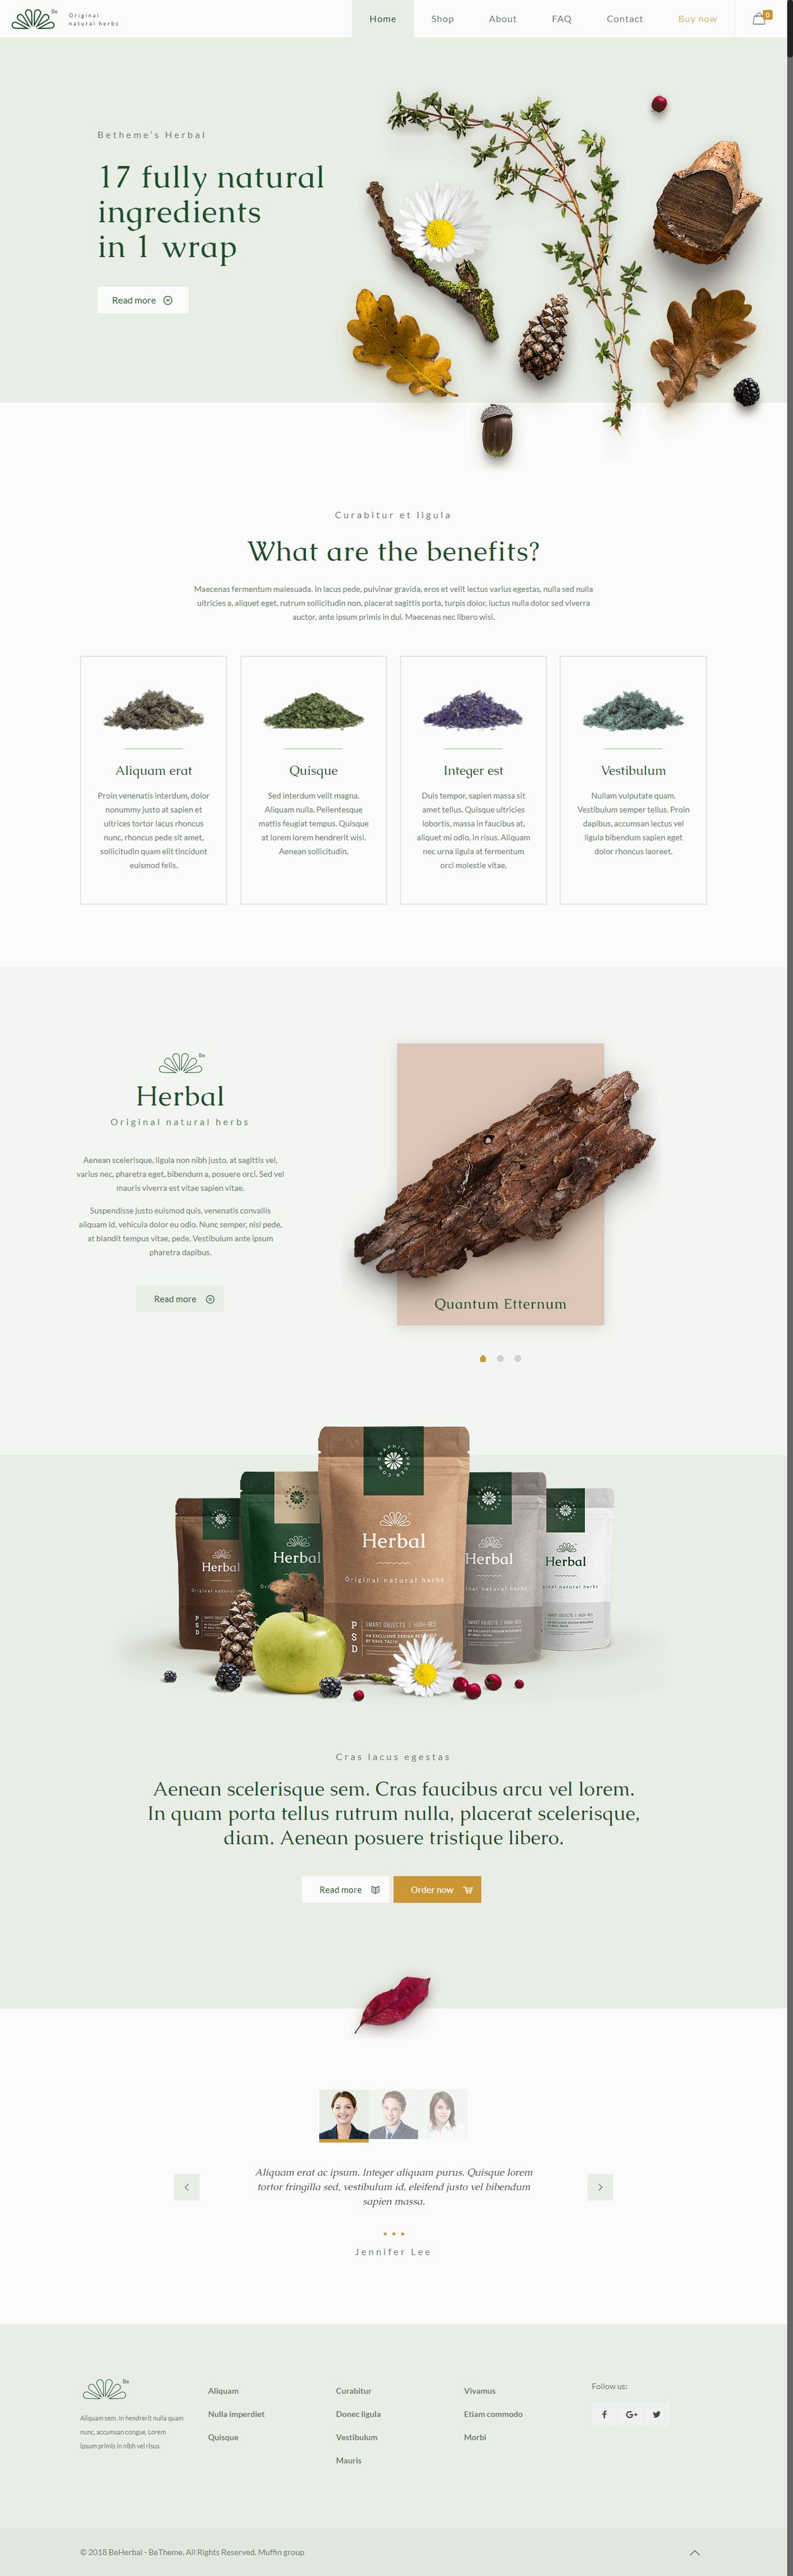 Be
Original
natural herbs
Home
Shop
About
FAQ
Contact
Buy now
0
Betheme's Herbal
17 fully natural
ingredients
in 1 wrap
Read more
Curabitur et ligula
What are the benefits?
Maecenas fermentum malesuada. In lacus pede, pulvinar gravida, eros et velit lectus varius egestas, nulla sed nulla
ultricies a, aliquet eget, rutrum sollicitudin non, placerat sagittis porta, turpis dolor, luctus nulla dolor sed viverra
auctor, ante ipsum primis in dui. Maecenas nec libero wisi.
Aliquam erat
Proin venenatis interdum, dolor
nonummy justo at sapien et
ultrices tortor lacus rhoncus
nunc, rhoncus pede sit amet,
sollicitudin quam elit tincidunt
euismod felis.
Quisque
Sed interdum velit magna.
Aliquam nulla. Pellentesque
mattis feugiat tempus. Quisque
at lorem lorem hendrerit wisi.
Aenean sollicitudin.
Integer est
Duis tempor, sapien massa sit
amet tellus. Quisque ultricies
lobortis, massa in faucibus at,
aliquet mi odio, in risus. Aliquam
nec urna ligula at fermentum
orci molestie vitae.
Vestibulum
Nullam vulputate quam.
Vestibulum semper tellus. Proin
dapibus, accumsan lectus vel
ligula bibendum sapien eget
dolor rhoncus laoreet.
Be
Herbal
Original natural herbs
Aenean scelerisque, ligula non nibh justo, at sagittis vel,
varius nec, pharetra eget, bibendum a, posuere orci. Sed vel
mauris viverra est vitae sapien vitae.
Suspendisse justo euismod quis, venenatis convallis
aliquam id, vehicula dolor eu odio. Nunc semper, nisl pede,
at blandit tempus vitae, pede. Vestibulum ante ipsum
pharetra dapibus.
Read more
Quantum Etternum
Herbal
Herbal
Herbal
Original natural herbs
PSD
SMART OBJECTS | HIGH-RES
Herbal
Herbal
Cras lacus egestas
Aenean scelerisque sem. Cras faucibus arcu vel lorem.
In quam porta tellus rutrum nulla, placerat scelerisque,
diam. Aenean posuere tristique libero.
Read more
Order now
Aliquam erat ac ipsum. Integer aliquam purus. Quisque lorem
tortor fringilla sed, vestibulum id, eleifend justo vel bibendum
sapien massa.
Jennifer Lee
Be
Aliquam sem. In hendrerit nulla quam
nunc, accumsan congue. Lorem
ipsum primis in nibh vel risus.
Aliquam
Nulla imperdiet
Quisque
Curabitur
Donec ligula
Vestibulum
Mauris
Vivamus
Etiam commodo
Morbi
Follow us:
© 2018 BeHerbal - BeTheme. All Rights Reserved. Muffin group